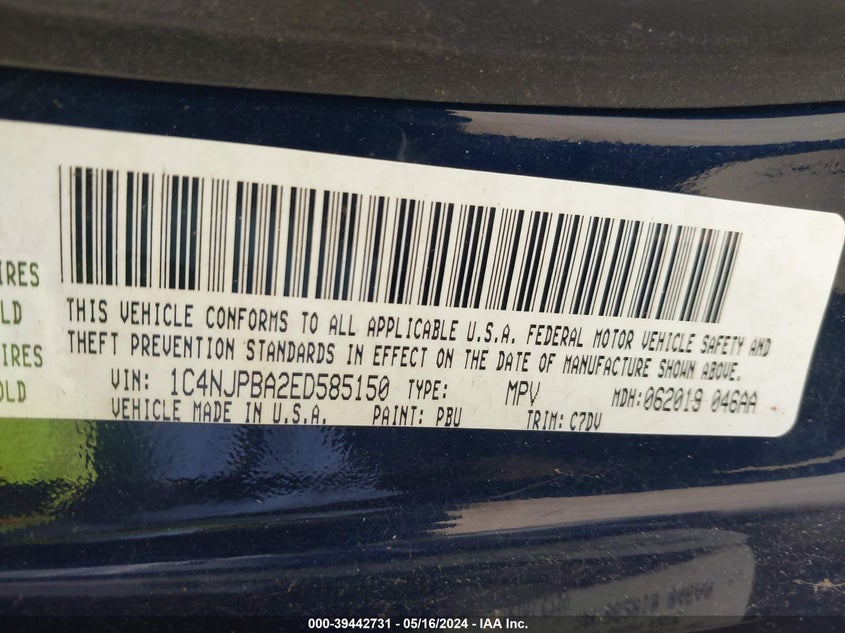 IRES
LD
IRES
OLD
THIS VEHICLE CONFORMS TO ALL APPLICABLE U.S.A. FEDERAL MOTOR VEHICLE SAFETY AND
THEFT PREVENTION STANDARDS IN EFFECT ON THE DATE OF MANUFACTURE SHOWN ABOVE.
VIN: 1C4NJPBA2ED585150 TYPE: MPV MDH: 062019 046AA
VEHICLE MADE IN U.S.A. PAINT: PBU TRIM: C7DV
000-39442731 - 05/16/2024 - IAA Inc.